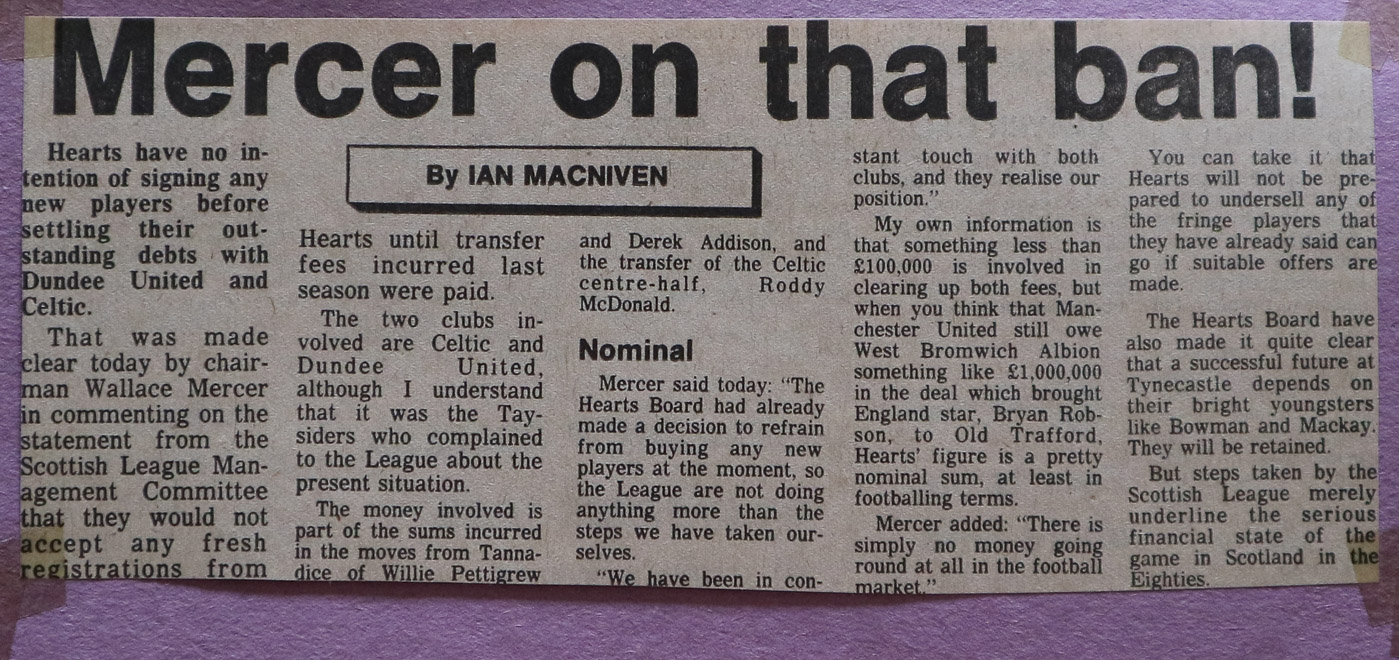 Mercer on that ban!
By IAN MACNIVEN
Hearts have no in-
tention of signing any
new players before
settling their out-
standing debts with
Dundee United and
Celtic.
That was made
clear today by chair-
man Wallace Mercer
in commenting on the
statement from the
Scottish League Man-
agement Committee
that they would not
accept any fresh
registrations from
Hearts until transfer
fees incurred last
season were paid.
The two clubs in-
volved are Celtic and
Dundee United,
although I understand
that it was the Tay-
siders who complained
to the League about the
present situation.
The money involved is
part of the sums incurred
in the moves from Tanna-
dice of Willie Pettigrew
and Derek Addison, and
the transfer of the Celtic
centre-half, Roddy
McDonald.
Nominal
Mercer said today: “The
Hearts Board had already
made a decision to refrain
from buying any new
players at the moment, so
the League are not doing
anything more than the
steps we have taken our-
selves.
“We have been in con-
stant touch with both
clubs, and they realise our
position.”
My own information is
that something less than
£100,000 is involved in
clearing up both fees, but
when you think that Man-
chester United still owe
West Bromwich Albion
something like £1,000,000
in the deal which brought
England star, Bryan Rob-
son, to Old Trafford,
Hearts’ figure is a pretty
nominal sum, at least in
footballing terms.
Mercer added: “There is
simply no money going
round at all in the football
market.”
You can take it that
Hearts will not be pre-
pared to undersell any of
the fringe players that
they have already said can
go if suitable offers are
made.
The Hearts Board have
also made it quite clear
that a successful future at
Tynecastle depends on
their bright youngsters
like Bowman and Mackay.
They will be retained.
But steps taken by the
Scottish League merely
underline the serious
financial state of the
game in Scotland in the
Eighties.